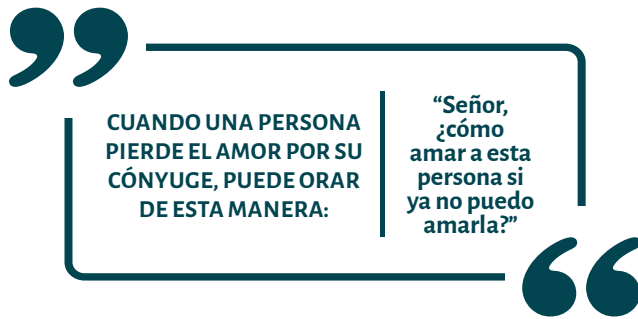 CUANDO UNA PERSONA
PIERDE EL AMOR POR SU
CÓNYUGE, PUEDE ORAR
DE ESTA MANERA:
“Señor,
¿cómo
amar a esta
persona si
ya no puedo
amarla?”